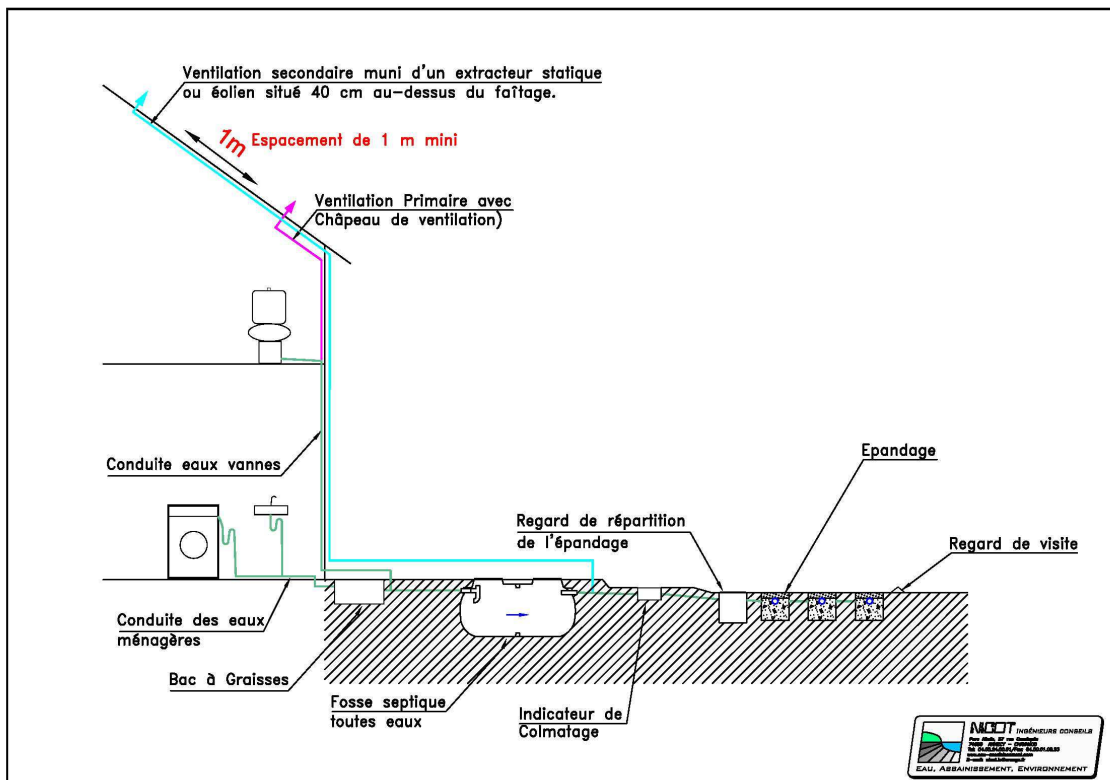 Ventilation secondaire muni d'un extracteur statique
ou éolien situé 40 cm au-dessus du faîtage.
1m Espacement de 1 m mini
Ventilation Primaire avec
Châpeau de ventilation)
Conduite eaux vannes
Epandage
Regard de répartition
de l'épandage
Regard de visite
Conduite des eaux
ménagères
Bac à Graisses
Fosse septique
toutes eaux
Indicateur de
Colmatage
NICOT INGÉNIEURS CONSEILS
EAU, ASSAINISSEMENT, ENVIRONNEMENT